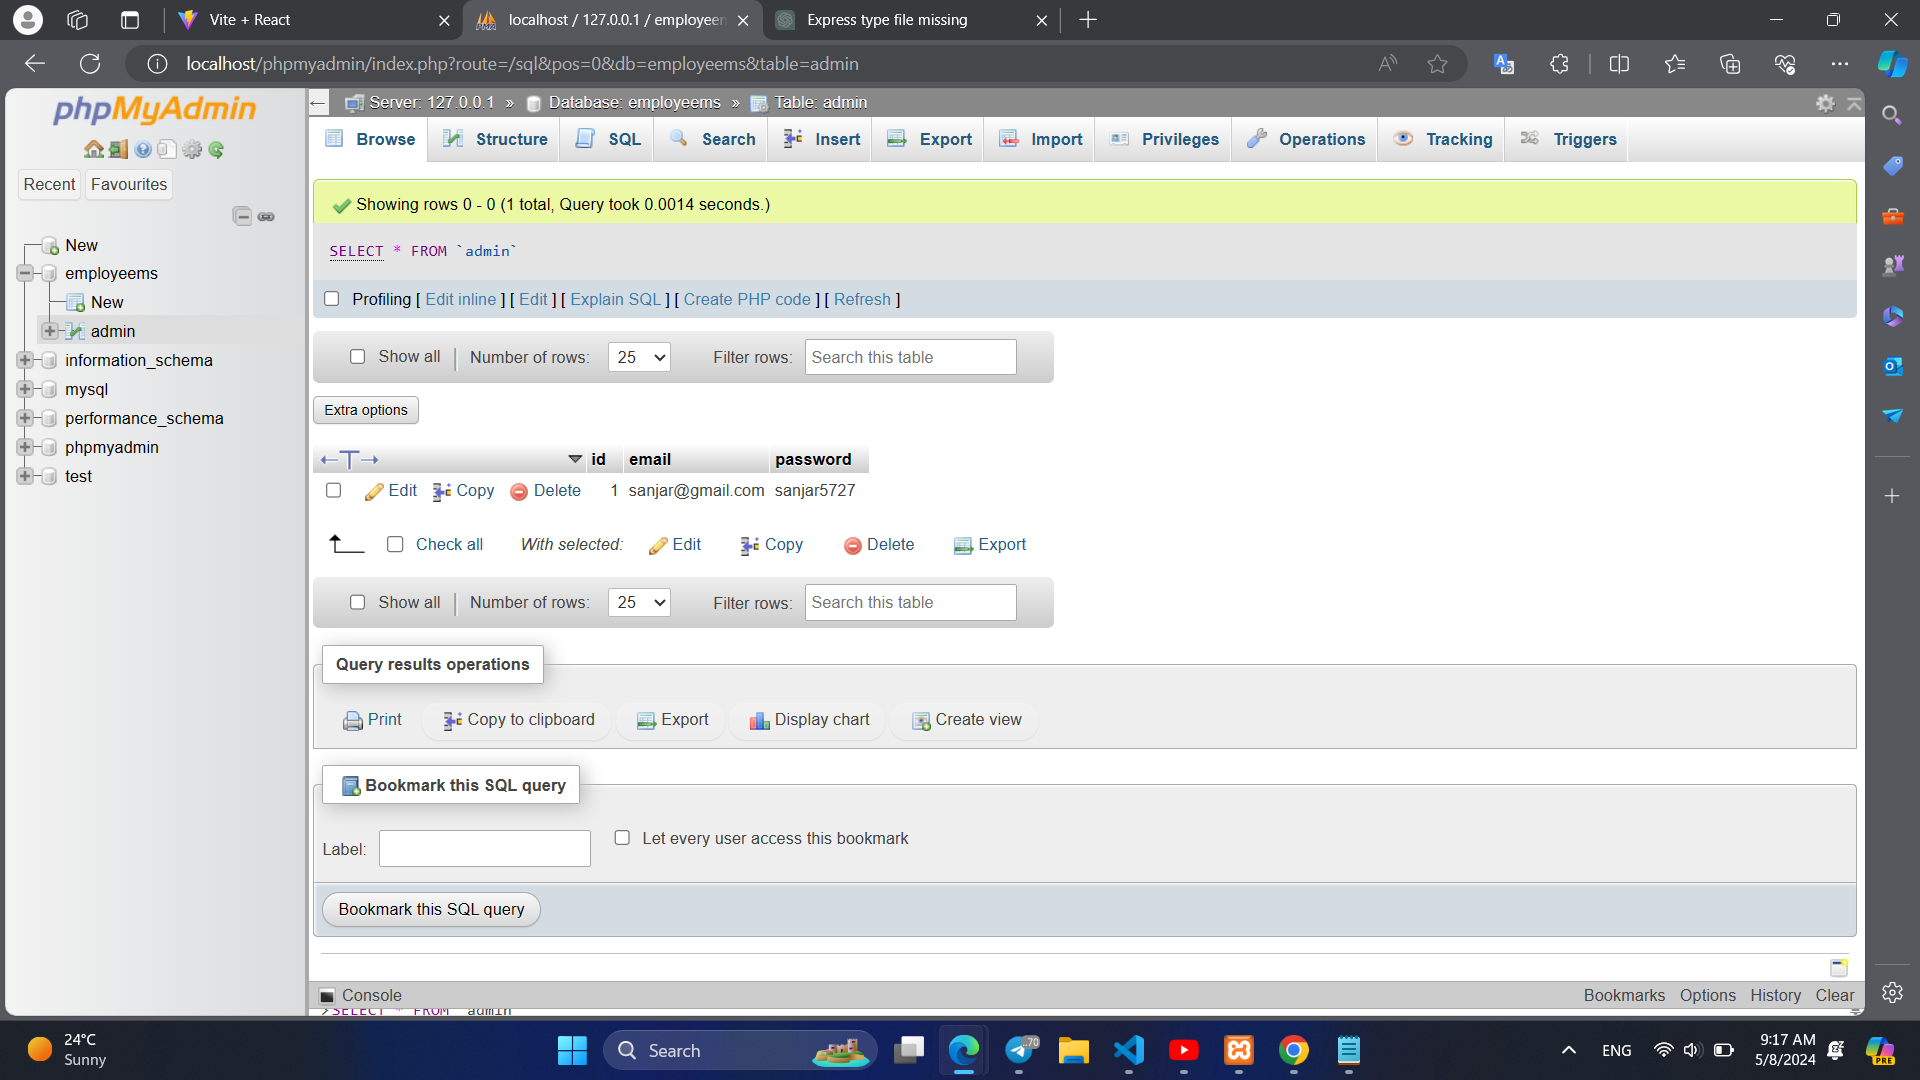 Vite + React
localhost / 127.0.0.1 / employeem
Express type file missing
localhost/phpmyadmin/index.php?route=/sql&pos=0&db=employeems&table=admin
phpMyAdmin
Recent
Favourites
New
employeems
New
admin
information_schema
mysql
performance_schema
phpmyadmin
test
Server: 127.0.0.1 » Database: employeems » Table: admin
Browse
Structure
SQL
Search
Insert
Export
Import
Privileges
Operations
Tracking
Triggers
Showing rows 0 - 0 (1 total, Query took 0.0014 seconds.)
SELECT * FROM `admin`
Profiling [ Edit inline ] [ Edit ] [ Explain SQL ] [ Create PHP code ] [ Refresh ]
Show all | Number of rows: 25 Filter rows: Search this table
Extra options
id email password
Edit Copy Delete 1 sanjar@gmail.com sanjar5727
Check all With selected: Edit Copy Delete Export
Show all | Number of rows: 25 Filter rows: Search this table
Query results operations
Print Copy to clipboard Export Display chart Create view
Bookmark this SQL query
Label:
Let every user access this bookmark
Bookmark this SQL query
Console
Bookmarks Options History Clear
>SELECT * FROM `admin`
24°C
Sunny
Search
70
ENG
9:17 AM
5/8/2024
PRE